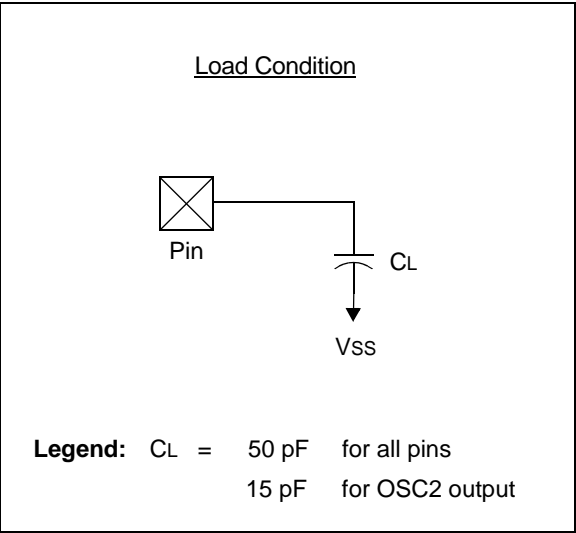 Load Condition
Pin
CL
VSS
Legend: CL = 50 pF for all pins
15 pF for OSC2 output